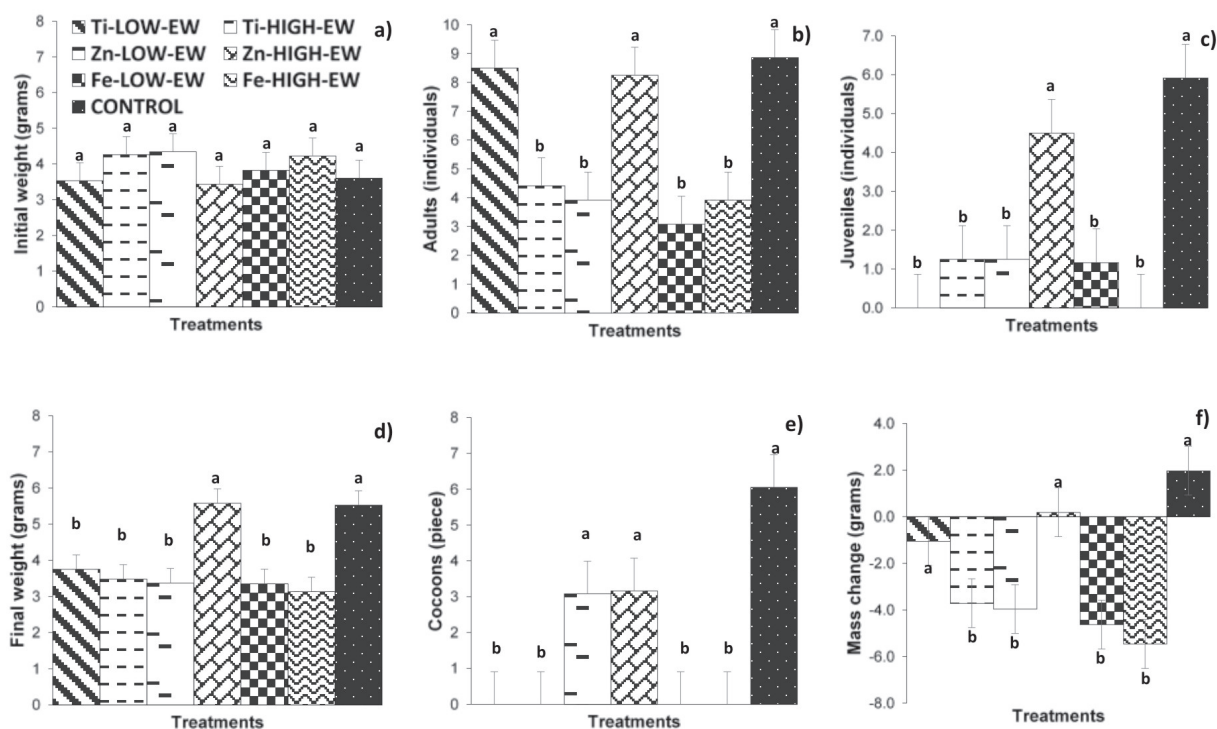 Initial weight (grams)
8
7
6
5
4
3
2
1
0
Ti-LOW-EW Ti-HIGH-EW
Zn-LOW-EW Zn-HIGH-EW
Fe-LOW-EW Fe-HIGH-EW
CONTROL
a)
a a a a a a a
Treatments
Adults (individuals)
10
9
8
7
6
5
4
3
2
1
0
b)
a b b a b b a
Treatments
Juveniles (individuals)
7.0
6.0
5.0
4.0
3.0
2.0
1.0
0.0
c)
b b b a b b a
Treatments
Final weight (grams)
8
7
6
5
4
3
2
1
0
d)
b b b a b b a
Treatments
Cocoons (piece)
8
7
6
5
4
3
2
1
0
e)
b b a a b b a
Treatments
Mass change (grams)
4.0
2.0
0.0
-2.0
-4.0
-6.0
-8.0
f)
a b b a b b a
Treatments